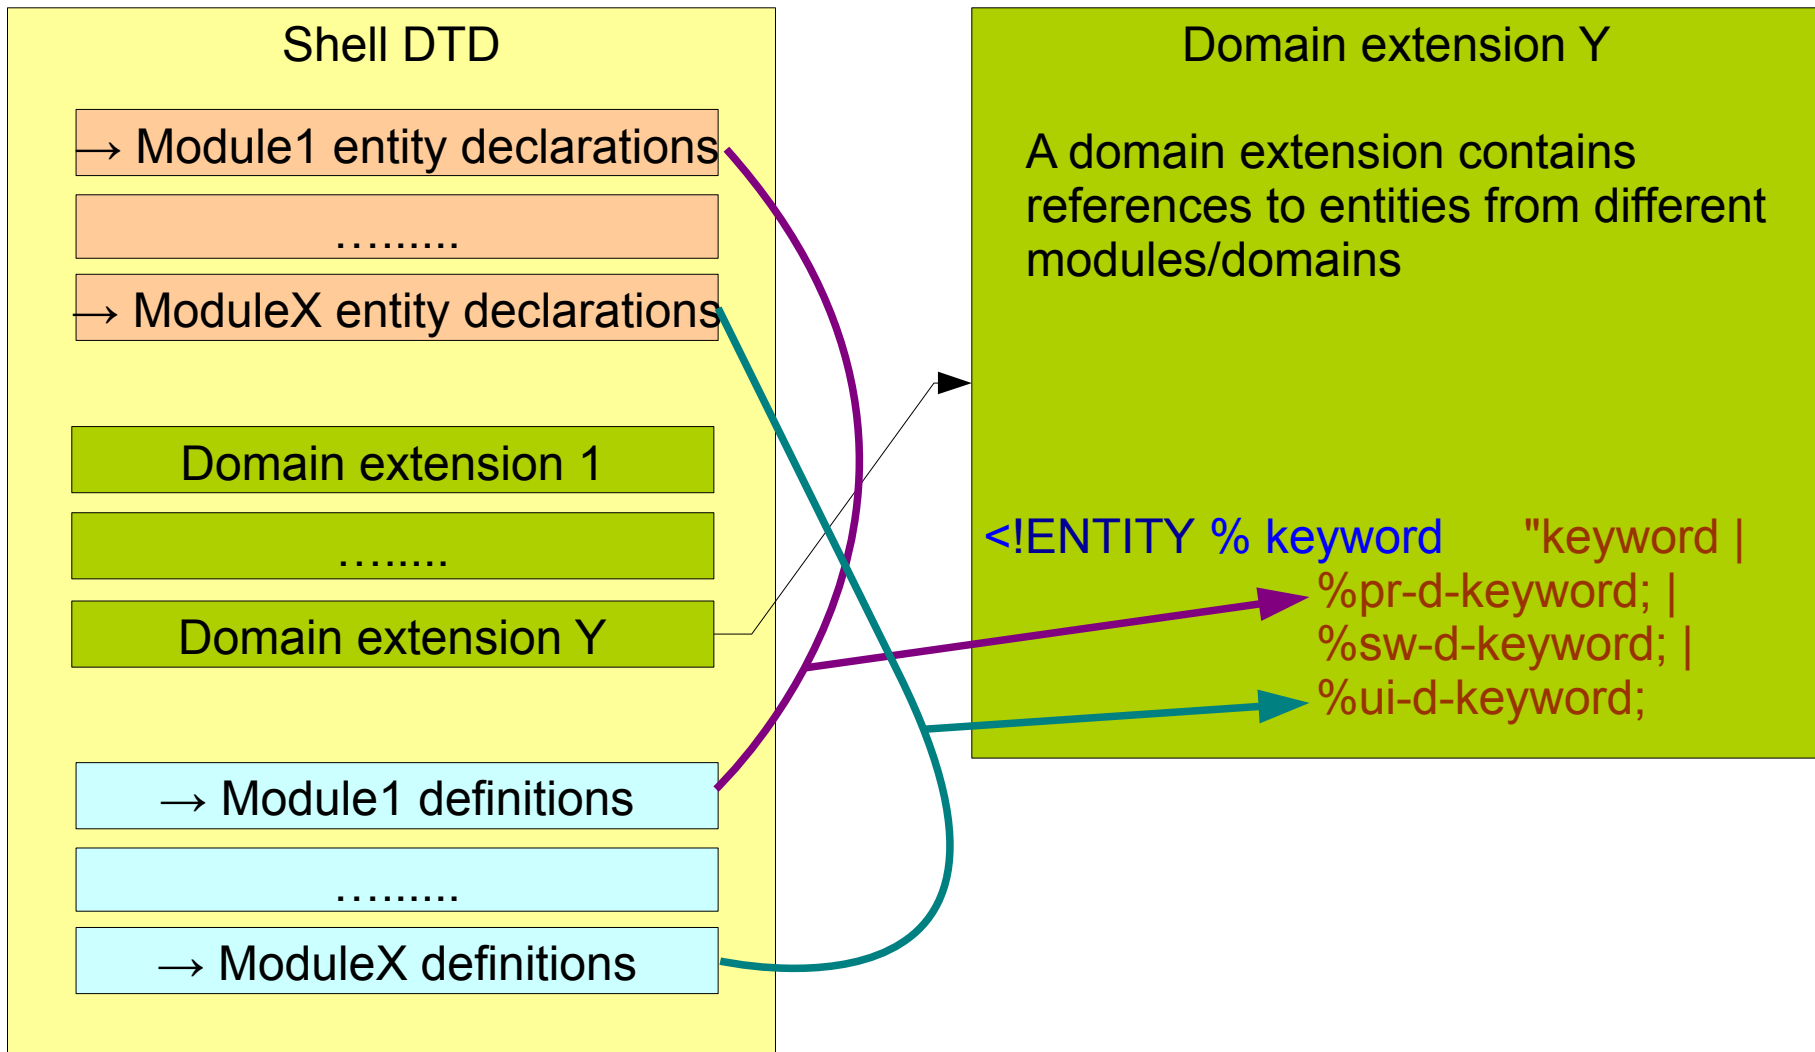 Shell DTD
→ Module1 entity declarations
…......
→ ModuleX entity declarations
Domain extension 1
….....
Domain extension Y
→ Module1 definitions
…......
→ ModuleX definitions
Domain extension Y
A domain extension contains
references to entities from different
modules/domains
<!ENTITY % keyword "keyword |
%pr-d-keyword; |
%sw-d-keyword; |
%ui-d-keyword;